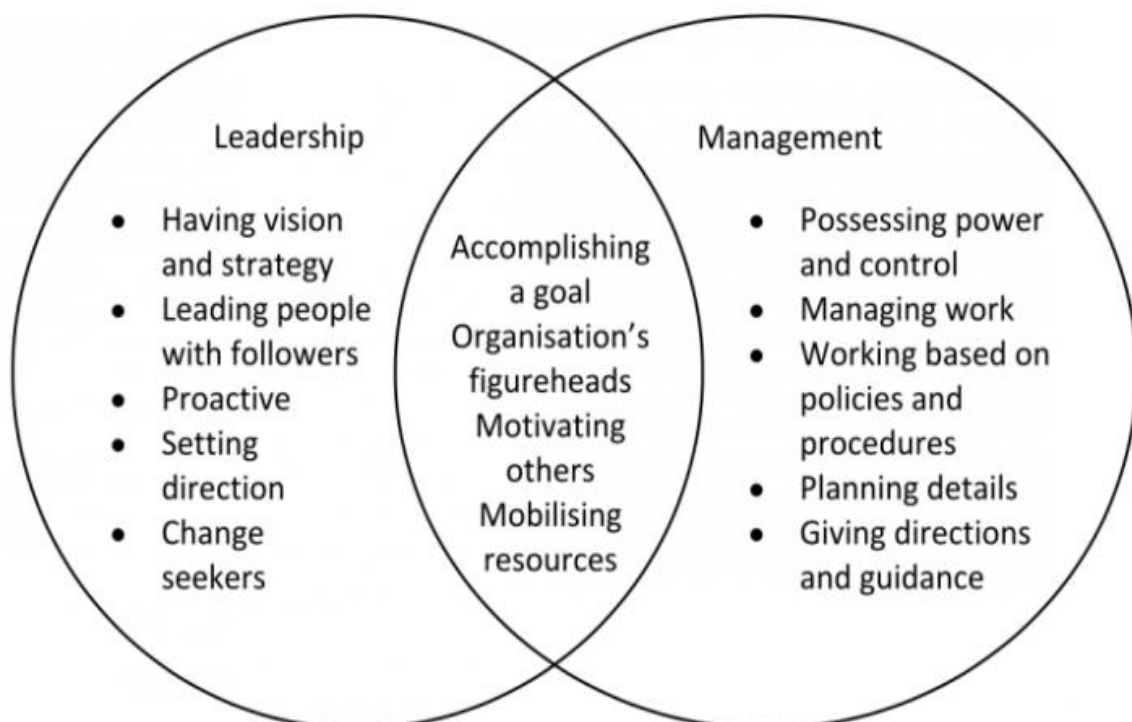 Leadership
• Having vision
and strategy
• Leading people
with followers
• Proactive
• Setting
direction
• Change
seekers
Accomplishing
a goal
Organisation’s
figureheads
Motivating
others
Mobilising
resources
Management
• Possessing power
and control
• Managing work
• Working based on
policies and
procedures
• Planning details
• Giving directions
and guidance